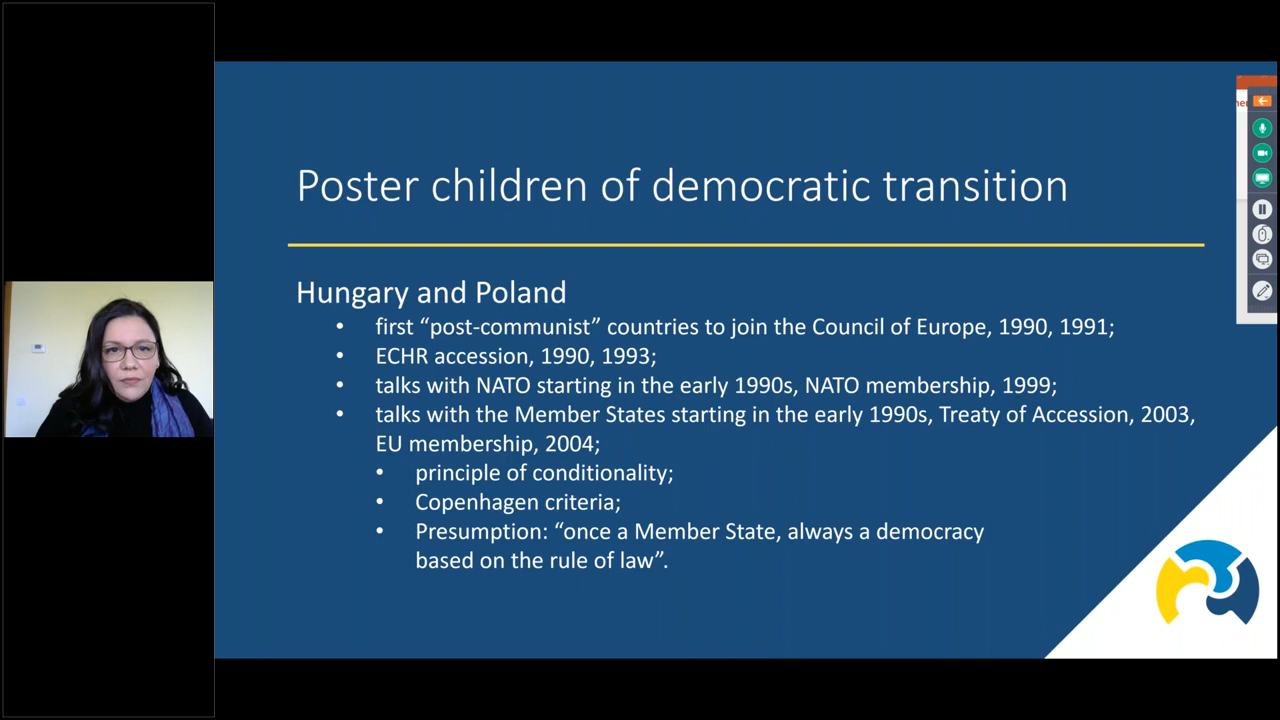 Poster children of democratic transition
Hungary and Poland
• first “post-communist” countries to join the Council of Europe, 1990, 1991;
• ECHR accession, 1990, 1993;
• talks with NATO starting in the early 1990s, NATO membership, 1999;
• talks with the Member States starting in the early 1990s, Treaty of Accession, 2003,
EU membership, 2004;
• principle of conditionality;
• Copenhagen criteria;
• Presumption: “once a Member State, always a democracy
based on the rule of law”.